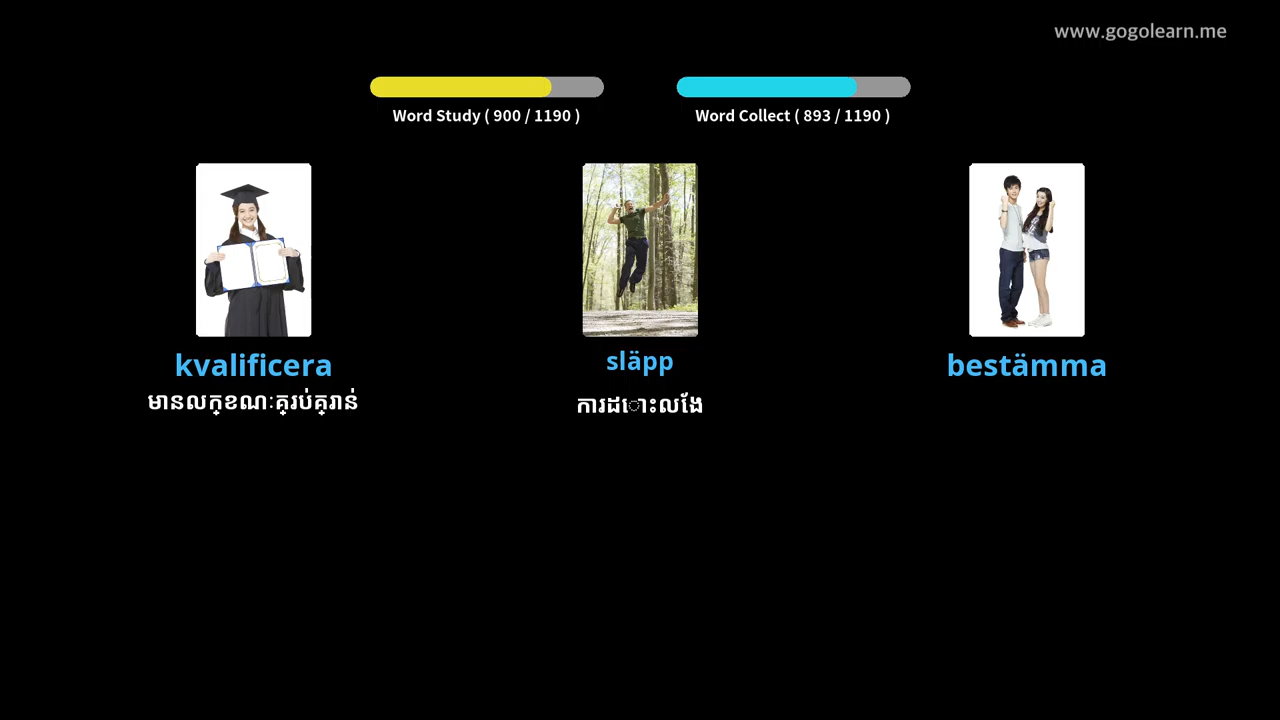 www.gogolearn.me
Word Study ( 900 / 1190 )
Word Collect ( 893 / 1190 )
kvalificera
មានលក្ខណៈគ្រប់គ្រាន់
släpp
ការដោះលែង
bestämma